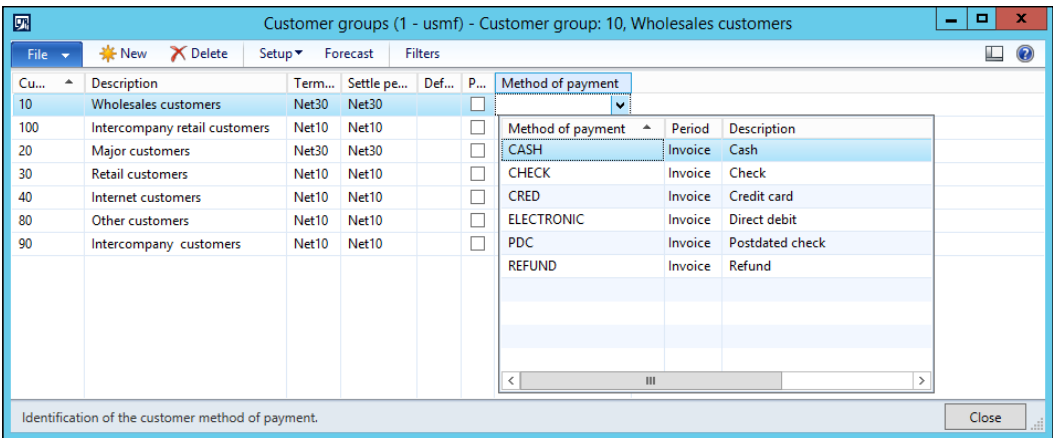 Customer groups (1 - usmf) - Customer group: 10, Wholesales customers
File New Delete Setup Forecast Filters
Cu... Description Term... Settle pe... Def... P... Method of payment
10 Wholesales customers Net30 Net30
100 Intercompany retail customers Net10 Net10
20 Major customers Net30 Net30
30 Retail customers Net10 Net10
40 Internet customers Net10 Net10
80 Other customers Net10 Net10
90 Intercompany customers Net10 Net10
Method of payment Period Description
CASH Invoice Cash
CHECK Invoice Check
CRED Invoice Credit card
ELECTRONIC Invoice Direct debit
PDC Invoice Postdated check
REFUND Invoice Refund
Identification of the customer method of payment.
Close